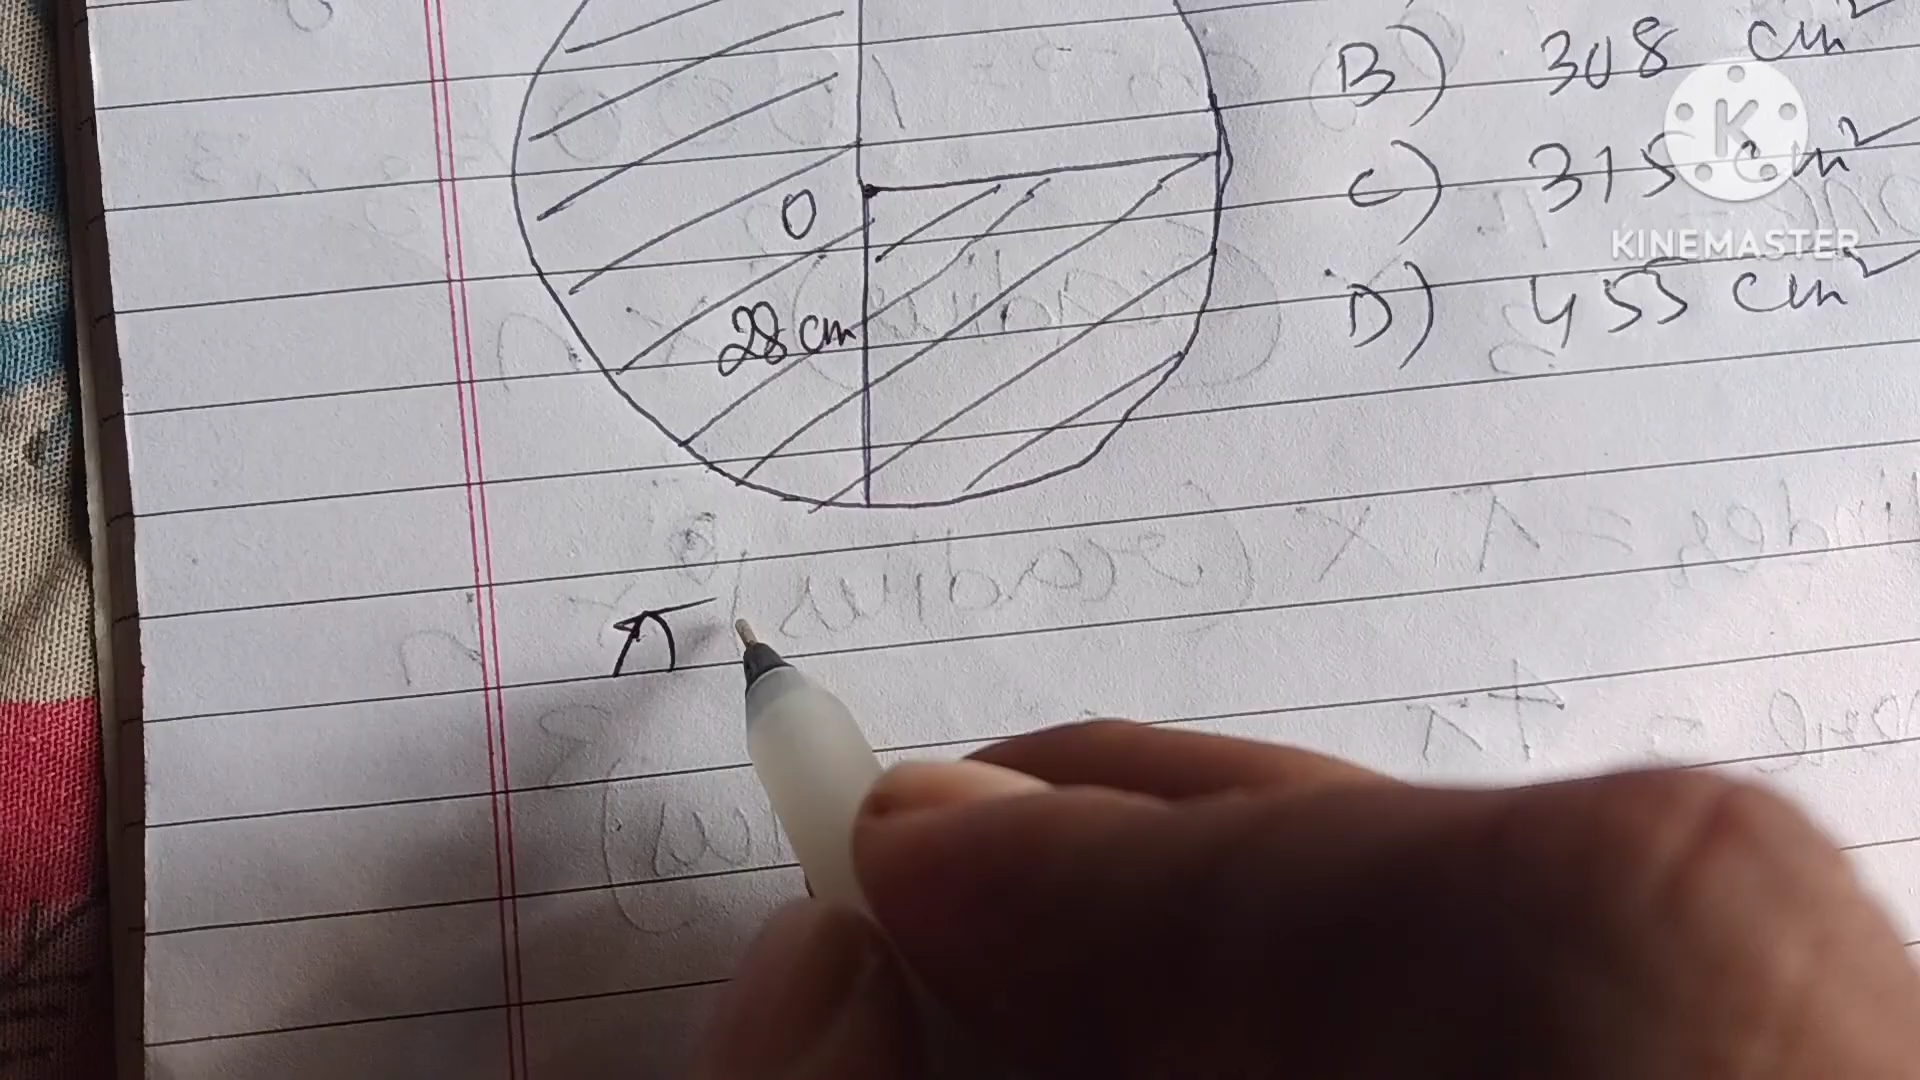 B) 308 cm²
C) 315 cm²
KINEMASTER
O
D) 455 cm²
28 cm
π